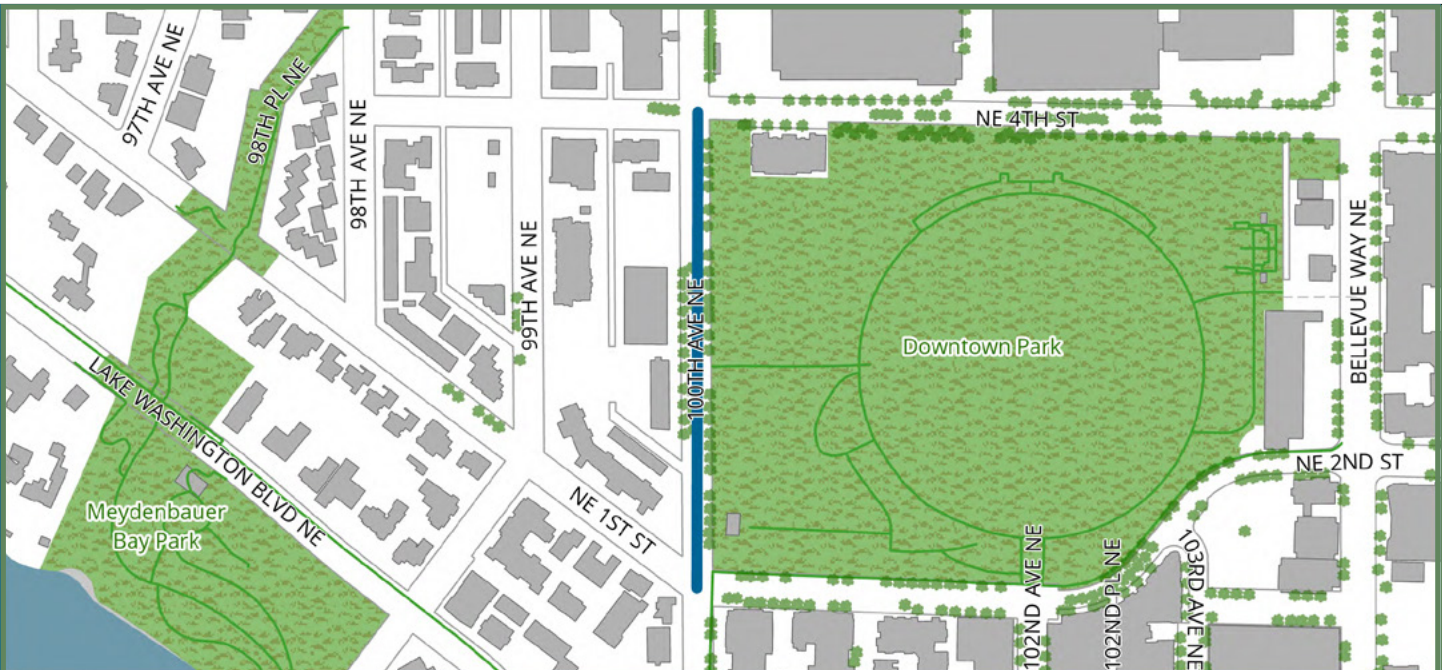 97TH AVE NE
98TH PL NE
98TH AVE NE
99TH AVE NE
100TH AVE NE
NE 4TH ST
BELLEVUE WAY NE
Downtown Park
LAKE WASHINGTON BLVD NE
NE 2ND ST
Meydenbauer
Bay Park
NE 1ST ST
102ND AVE NE
102ND PL NE
103RD AVE NE